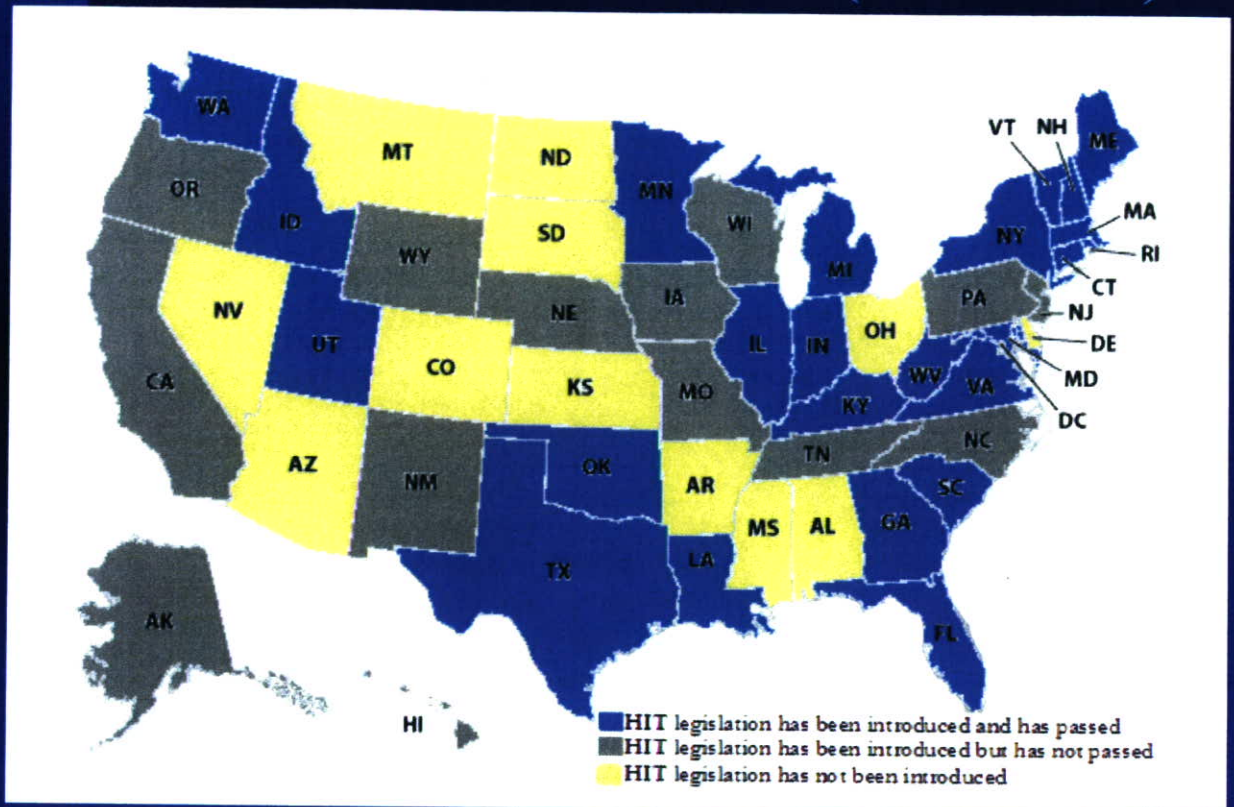 WA
MT
ND
MN
VT NH
ME
OR
ID
SD
WI
NY
MA
WY
MI
RI
IA
PA
CT
NV
NE
NJ
UT
IL
IN
OH
DE
CA
CO
KS
MO
WV
VA
MD
KY
DC
AZ
NM
OK
AR
TN
NC
MS
AL
GA
SC
TX
LA
AK
FL
HI
HIT legislation has been introduced and has passed
HIT legislation has been introduced but has not passed
HIT legislation has not been introduced